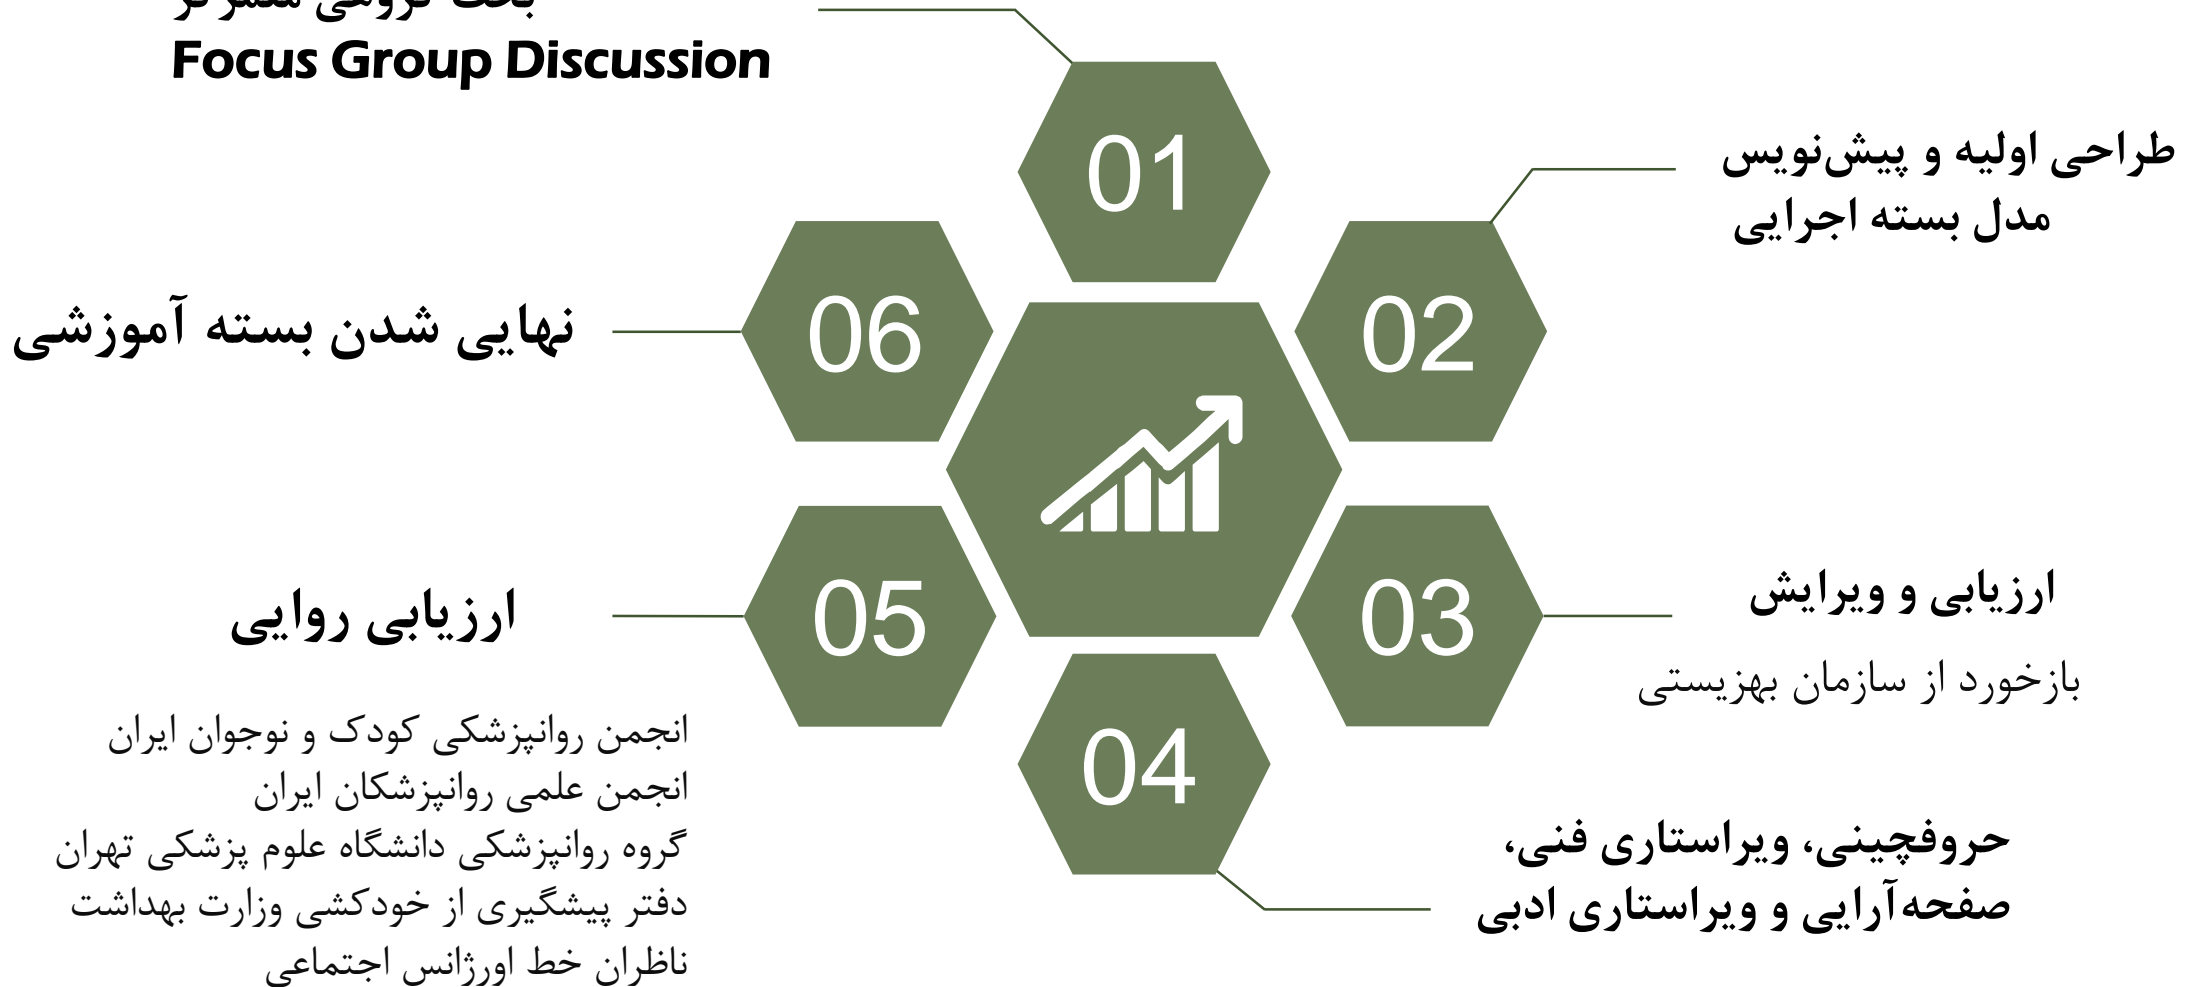 Focus Group Discussion
01
طراحی اولیه و پیش‌نویس
مدل بسته اجرایی
02
ارزیابی و ویرایش
بازخورد از سازمان بهزیستی
03
حروفچینی، ویراستاری فنی،
صفحه‌آرایی و ویراستاری ادبی
04
ارزیابی روایی
انجمن روانپزشکی کودک و نوجوان ایران
انجمن علمی روانپزشکان ایران
گروه روانپزشکی دانشگاه علوم پزشکی تهران
دفتر پیشگیری از خودکشی وزارت بهداشت
ناظران خط اورژانس اجتماعی
05
نهایی شدن بسته آموزشی
06